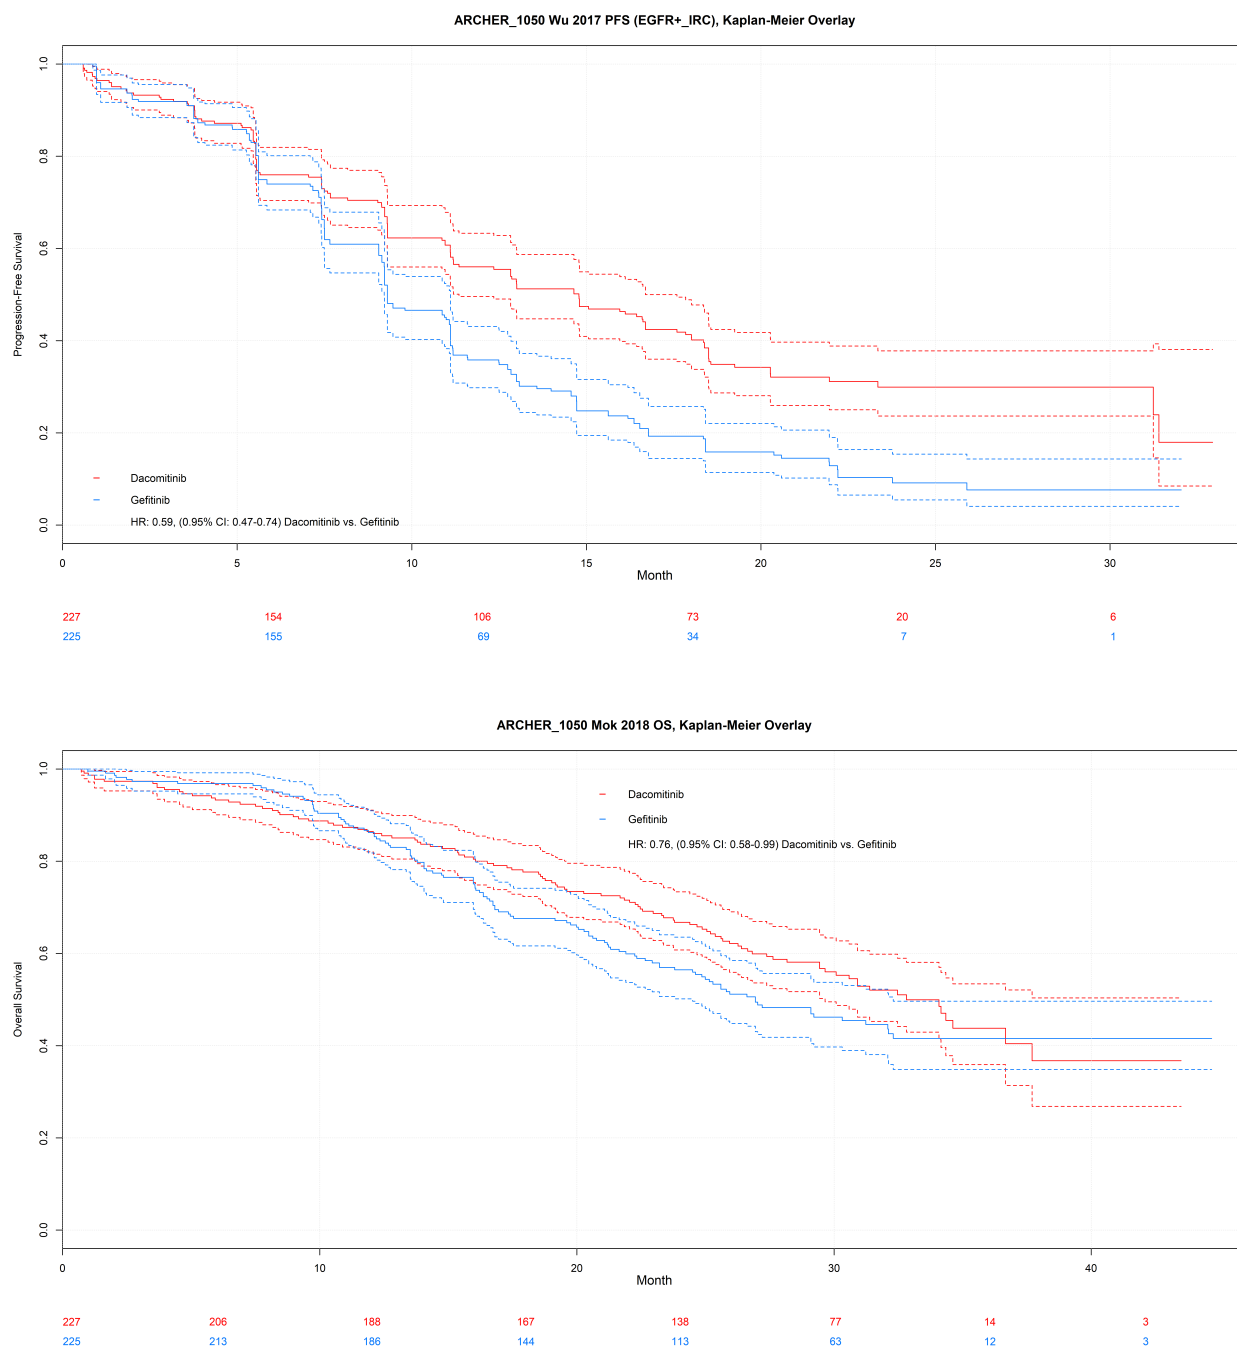 ARCHER_1050 Wu 2017 PFS (EGFR+_IRC), Kaplan-Meier Overlay
Progression-Free Survival
1.0
0.8
0.6
0.4
0.2
0.0
Dacomitinib
Gefitinib
HR: 0.59, (0.95% CI: 0.47-0.74) Dacomitinib vs. Gefitinib
0 5 10 15 20 25 30
Month
227 154 106 73 20 6
225 155 69 34 7 1
ARCHER_1050 Mok 2018 OS, Kaplan-Meier Overlay
Overall Survival
1.0
0.8
0.6
0.4
0.2
0.0
Dacomitinib
Gefitinib
HR: 0.76, (0.95% CI: 0.58-0.99) Dacomitinib vs. Gefitinib
0 10 20 30 40
Month
227 206 188 167 138 77 14 3
225 213 186 144 113 63 12 3